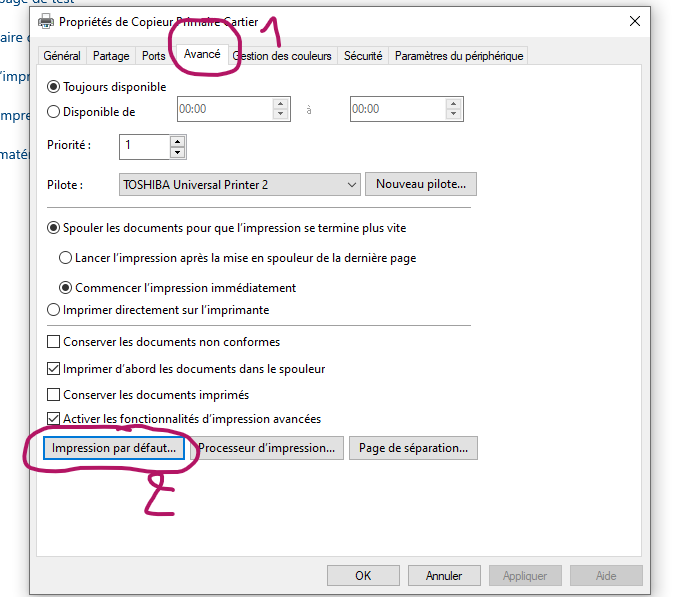 page de test
Propriétés de Copieur Primaire Cartier
1
Général Partage Ports Avancé Gestion des couleurs Sécurité Paramètres du périphérique
Toujours disponible
Disponible de 00:00 à 00:00
Priorité : 1
Pilote : TOSHIBA Universal Printer 2 Nouveau pilote...
Spouler les documents pour que l'impression se termine plus vite
Lancer l'impression après la mise en spouleur de la dernière page
Commencer l'impression immédiatement
Imprimer directement sur l'imprimante
Conserver les documents non conformes
Imprimer d'abord les documents dans le spouleur
Conserver les documents imprimés
Activer les fonctionnalités d'impression avancées
Impression par défaut... Processeur d'impression... Page de séparation...
2
OK Annuler Appliquer Aide